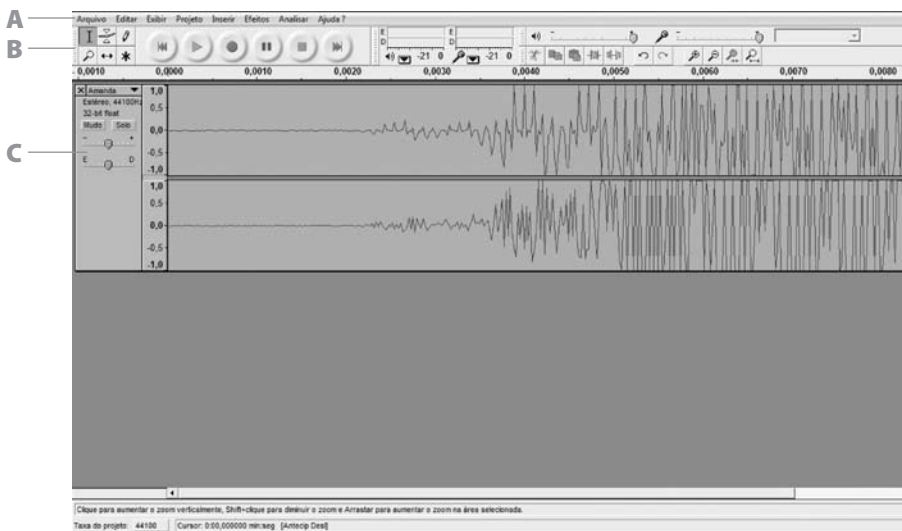 A
Arquivo Editar Exibir Projeto Inserir Efeitos Analisar Ajuda ?
B
E D E D
-21 0 -21 0
- 0,0010 0,0000 0,0010 0,0020 0,0030 0,0040 0,0050 0,0060 0,0070 0,0080
X Amanda
Estéreo, 44100Hz
32-bit float
Mudo Solo
- +
C
E D
1,0
0,5
0,0
-0,5
-1,0
1,0
0,5
0,0
-0,5
-1,0
Clique para aumentar o zoom verticalmente, Shift+clique para diminuir o zoom e Arrastar para aumentar o zoom na área selecionada.
Taxa do projeto: 44100 Cursor: 0:00,000000 min:seg [Antecip Desl]